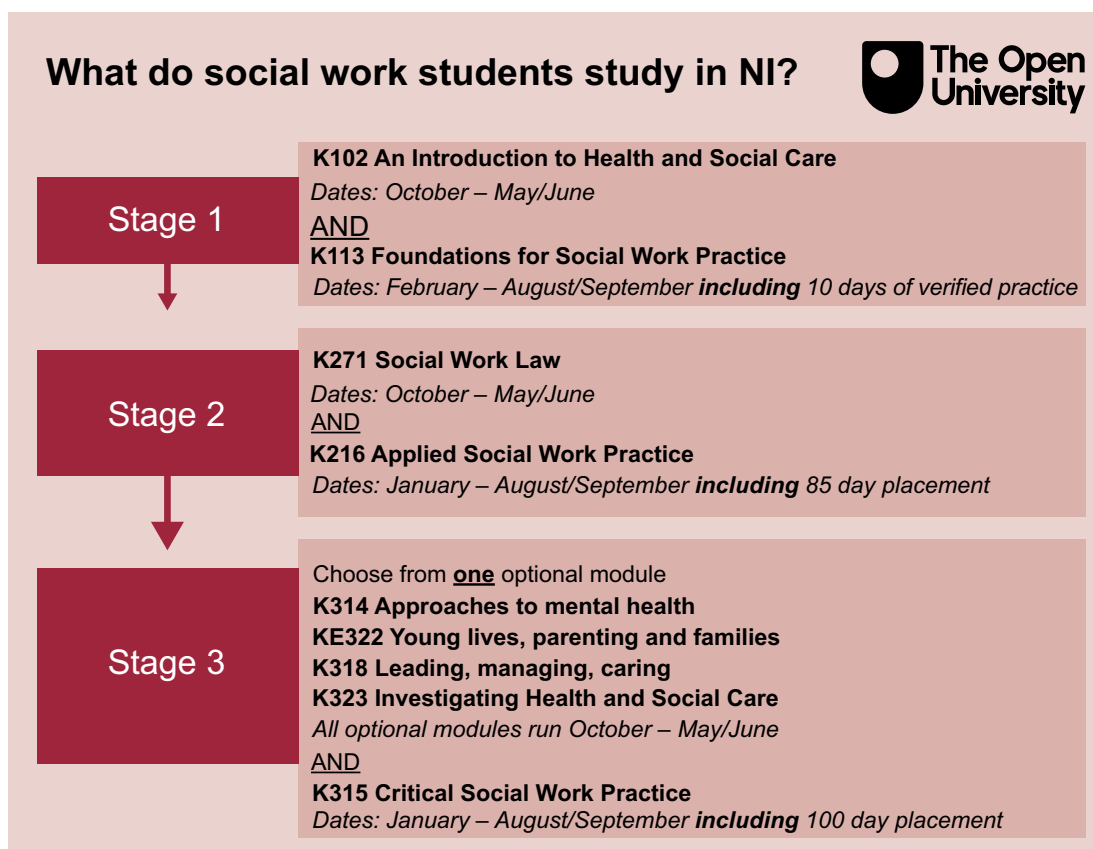 What do social work students study in NI?
The Open
University
Stage 1
K102 An Introduction to Health and Social Care
Dates: October – May/June
AND
K113 Foundations for Social Work Practice
Dates: February – August/September including 10 days of verified practice
Stage 2
K271 Social Work Law
Dates: October – May/June
AND
K216 Applied Social Work Practice
Dates: January – August/September including 85 day placement
Stage 3
Choose from one optional module
K314 Approaches to mental health
KE322 Young lives, parenting and families
K318 Leading, managing, caring
K323 Investigating Health and Social Care
All optional modules run October – May/June
AND
K315 Critical Social Work Practice
Dates: January – August/September including 100 day placement